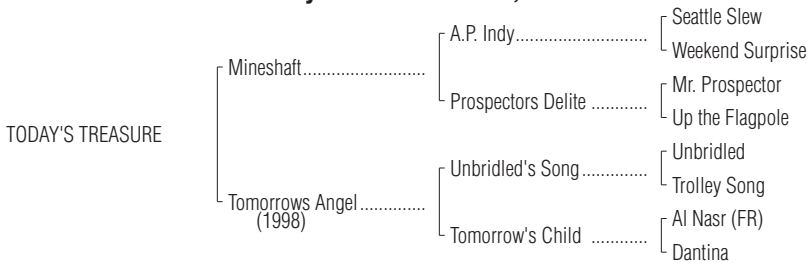 Seattle Slew
A.P. Indy..............................
Weekend Surprise
Mineshaft............................
Mr. Prospector
Prospectors Delite .............
Up the Flagpole
TODAY'S TREASURE
Unbridled
Unbridled's Song...............
Trolley Song
Tomorrows Angel...............
(1998)
Al Nasr (FR)
Tomorrow's Child .............
Dantina